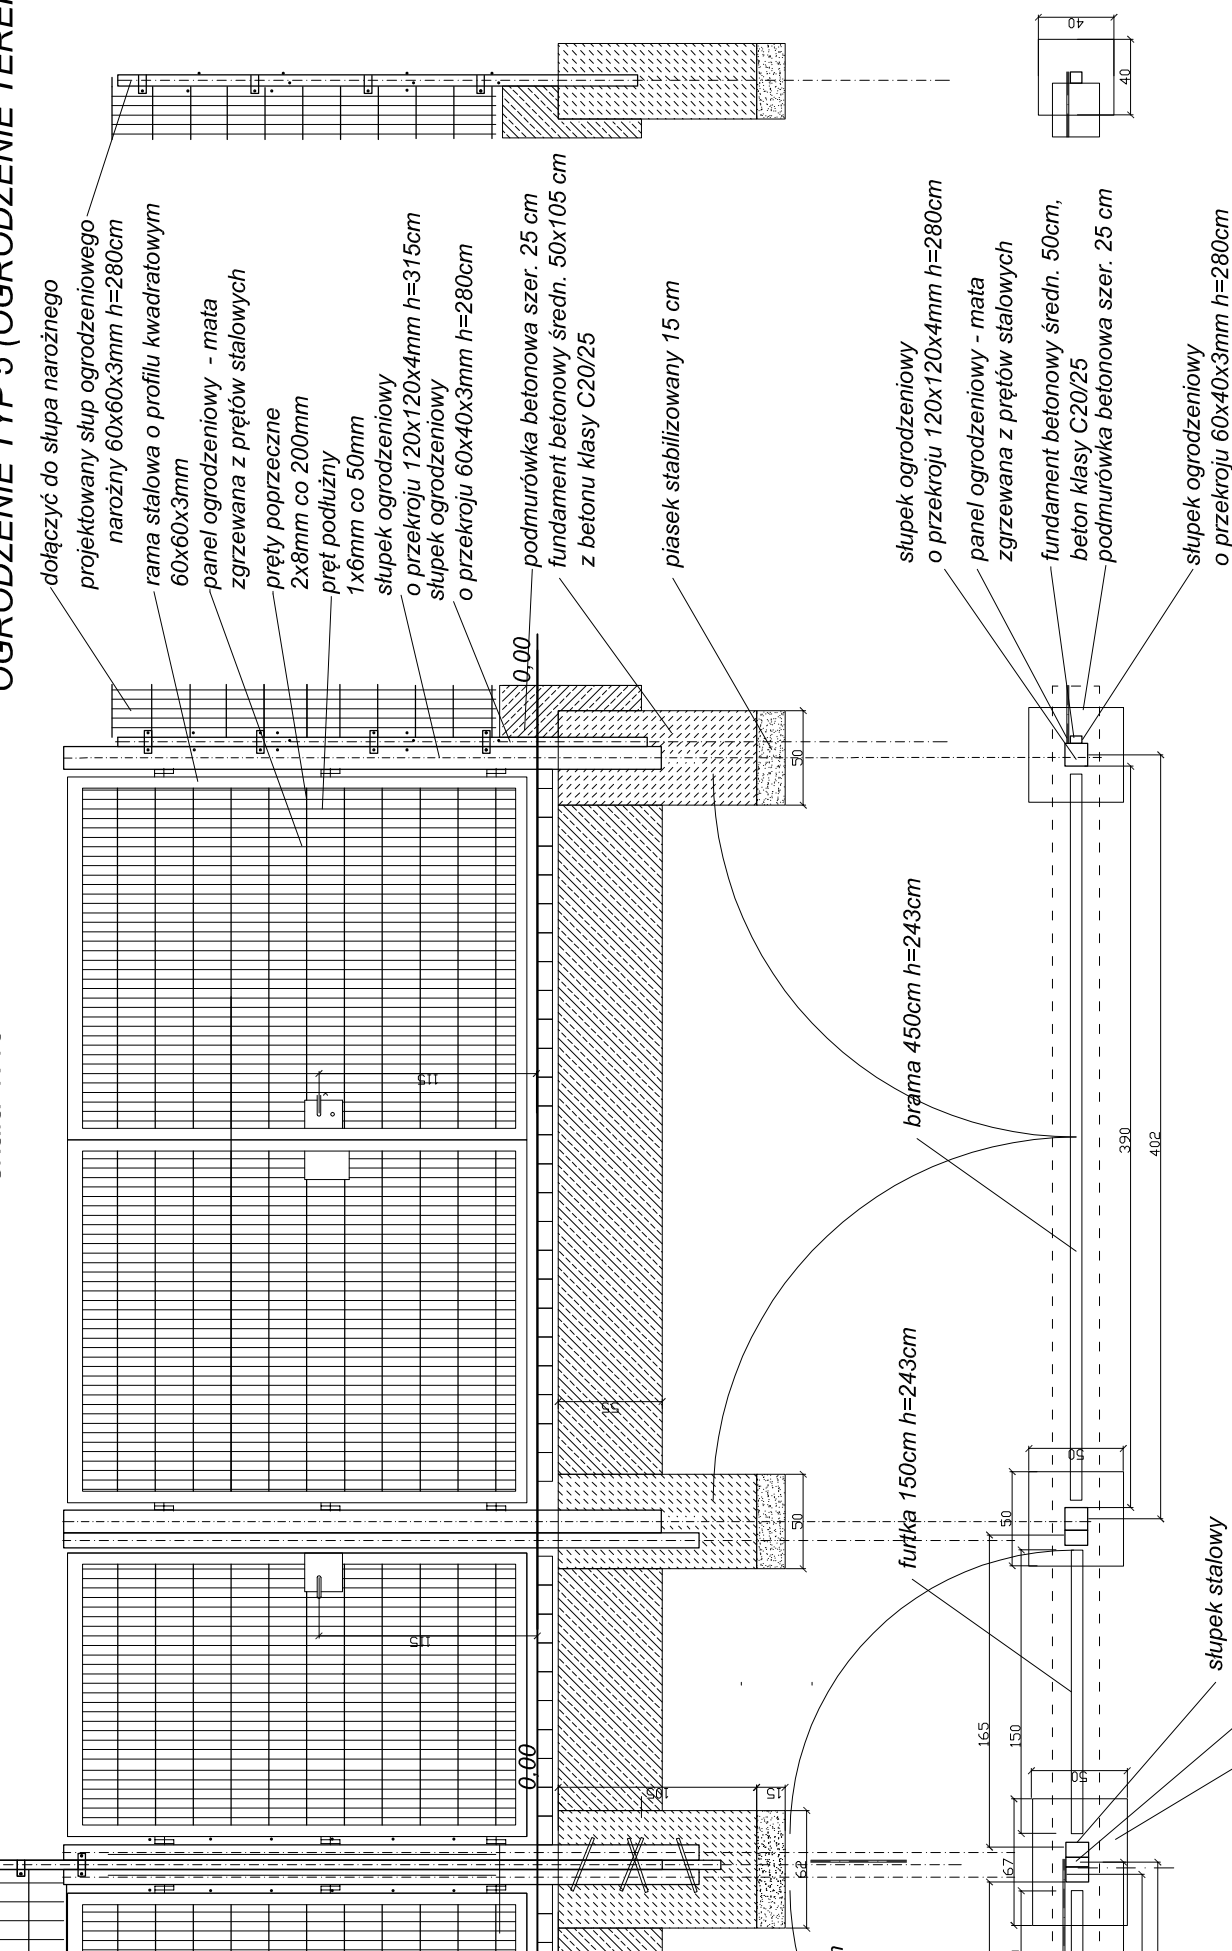 dołączyć do słupa narożnego
projektowany słup ogrodzeniowego
narożny 60x60x3mm h=280cm
rama stalowa o profilu kwadratowym
60x60x3mm
panel ogrodzeniowy - mata
zgrzewana z prętów stalowych
pręty poprzeczne
2x8mm co 200mm
pręt podłużny
1x6mm co 50mm
słupek ogrodzeniowy
o przekroju 120x120x4mm h=315cm
słupek ogrodzeniowy
o przekroju 60x40x3mm h=280cm
podmurówka betonowa szer. 25 cm
fundament betonowy średn. 50x105 cm
z betonu klasy C20/25
piasek stabilizowany 15 cm
słupek ogrodzeniowy
o przekroju 120x120x4mm h=280cm
panel ogrodzeniowy - mata
zgrzewana z prętów stalowych
fundament betonowy średn. 50cm,
beton klasy C20/25
podmurówka betonowa szer. 25 cm
słupek ogrodzeniowy
o przekroju 60x40x3mm h=280cm
40
40
0,00
50
115
brama 450cm h=243cm
390
402
55
50
furtka 150cm h=243cm
50
50
115
165
150
0,00
105
15
62
50
67
słupek stalowy